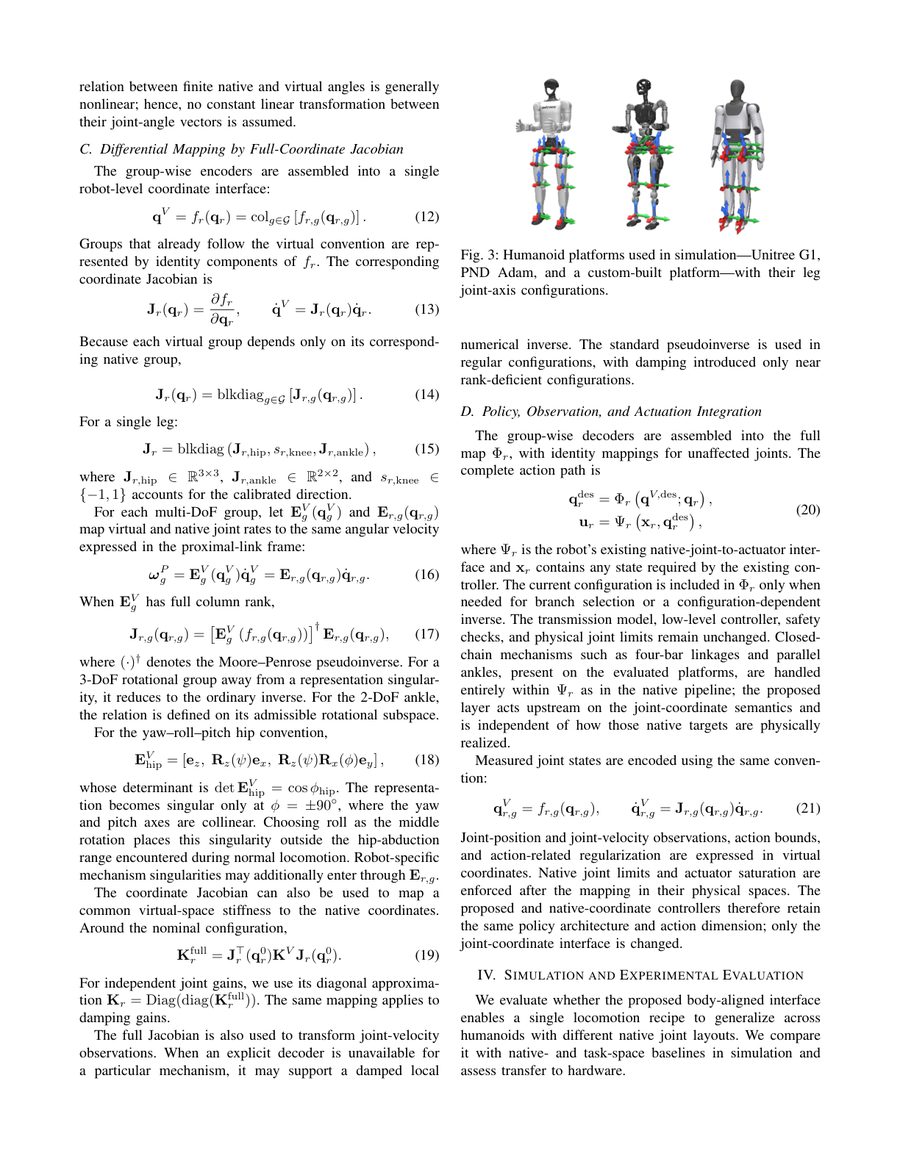 relation between finite native and virtual angles is generally
nonlinear; hence, no constant linear transformation between
their joint-angle vectors is assumed.
C. Differential Mapping by Full-Coordinate Jacobian
The group-wise encoders are assembled into a single
robot-level coordinate interface:
q^V = f_r(q_r) = col_{g∈𝒢} [f_{r,g}(q_{r,g})] . (12)
Groups that already follow the virtual convention are rep-
resented by identity components of f_r. The corresponding
coordinate Jacobian is
J_r(q_r) = ∂f_r/∂q_r , q̇^V = J_r(q_r)q̇_r. (13)
Because each virtual group depends only on its correspond-
ing native group,
J_r(q_r) = blkdiag_{g∈𝒢} [J_{r,g}(q_{r,g})] . (14)
For a single leg:
J_r = blkdiag (J_{r,hip}, s_{r,knee}, J_{r,ankle}) , (15)
where J_{r,hip} ∈ ℝ^{3×3}, J_{r,ankle} ∈ ℝ^{2×2}, and s_{r,knee} ∈
{−1, 1} accounts for the calibrated direction.
For each multi-DoF group, let E_g^V(q_g^V) and E_{r,g}(q_{r,g})
map virtual and native joint rates to the same angular velocity
expressed in the proximal-link frame:
ω_g^P = E_g^V(q_g^V)q̇_g^V = E_{r,g}(q_{r,g})q̇_{r,g}. (16)
When E_g^V has full column rank,
J_{r,g}(q_{r,g}) = [E_g^V (f_{r,g}(q_{r,g}))]^† E_{r,g}(q_{r,g}), (17)
where (·)^† denotes the Moore–Penrose pseudoinverse. For a
3-DoF rotational group away from a representation singular-
ity, it reduces to the ordinary inverse. For the 2-DoF ankle,
the relation is defined on its admissible rotational subspace.
For the yaw–roll–pitch hip convention,
E_hip^V = [e_z, R_z(ψ)e_x, R_z(ψ)R_x(ϕ)e_y] , (18)
whose determinant is det E_hip^V = cos ϕ_hip. The representa-
tion becomes singular only at ϕ = ±90°, where the yaw
and pitch axes are collinear. Choosing roll as the middle
rotation places this singularity outside the hip-abduction
range encountered during normal locomotion. Robot-specific
mechanism singularities may additionally enter through E_{r,g}.
The coordinate Jacobian can also be used to map a
common virtual-space stiffness to the native coordinates.
Around the nominal configuration,
K_r^full = J_r^⊤(q_r^0)K^V J_r(q_r^0). (19)
For independent joint gains, we use its diagonal approxima-
tion K_r = Diag(diag(K_r^full)). The same mapping applies to
damping gains.
The full Jacobian is also used to transform joint-velocity
observations. When an explicit decoder is unavailable for
a particular mechanism, it may support a damped local
Fig. 3: Humanoid platforms used in simulation—Unitree G1,
PND Adam, and a custom-built platform—with their leg
joint-axis configurations.
numerical inverse. The standard pseudoinverse is used in
regular configurations, with damping introduced only near
rank-deficient configurations.
D. Policy, Observation, and Actuation Integration
The group-wise decoders are assembled into the full
map Φ_r, with identity mappings for unaffected joints. The
complete action path is
q_r^des = Φ_r (q^{V,des}; q_r) ,
u_r = Ψ_r (x_r, q_r^des) , (20)
where Ψ_r is the robot's existing native-joint-to-actuator inter-
face and x_r contains any state required by the existing con-
troller. The current configuration is included in Φ_r only when
needed for branch selection or a configuration-dependent
inverse. The transmission model, low-level controller, safety
checks, and physical joint limits remain unchanged. Closed-
chain mechanisms such as four-bar linkages and parallel
ankles, present on the evaluated platforms, are handled
entirely within Ψ_r as in the native pipeline; the proposed
layer acts upstream on the joint-coordinate semantics and
is independent of how those native targets are physically
realized.
Measured joint states are encoded using the same conven-
tion:
q_{r,g}^V = f_{r,g}(q_{r,g}), q̇_{r,g}^V = J_{r,g}(q_{r,g})q̇_{r,g}. (21)
Joint-position and joint-velocity observations, action bounds,
and action-related regularization are expressed in virtual
coordinates. Native joint limits and actuator saturation are
enforced after the mapping in their physical spaces. The
proposed and native-coordinate controllers therefore retain
the same policy architecture and action dimension; only the
joint-coordinate interface is changed.
IV. SIMULATION AND EXPERIMENTAL EVALUATION
We evaluate whether the proposed body-aligned interface
enables a single locomotion recipe to generalize across
humanoids with different native joint layouts. We compare
it with native- and task-space baselines in simulation and
assess transfer to hardware.